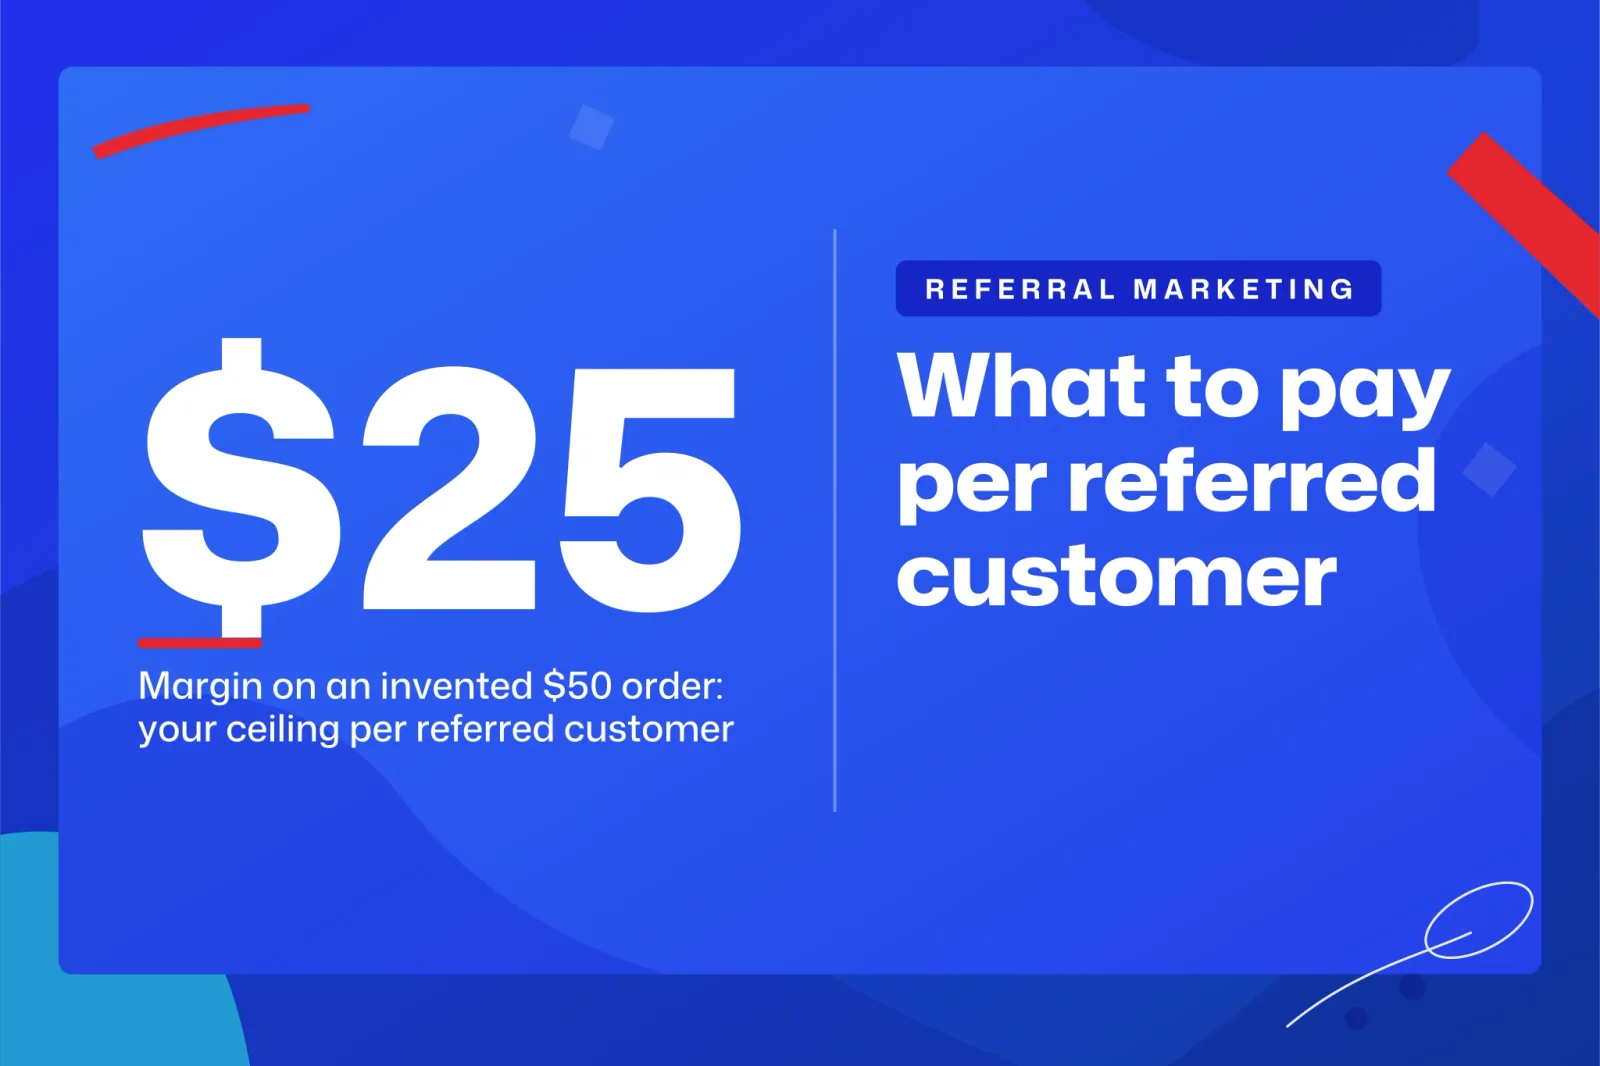 $25
Margin on an invented $50 order:
your ceiling per referred customer
REFERRAL MARKETING
What to pay
per referred
customer